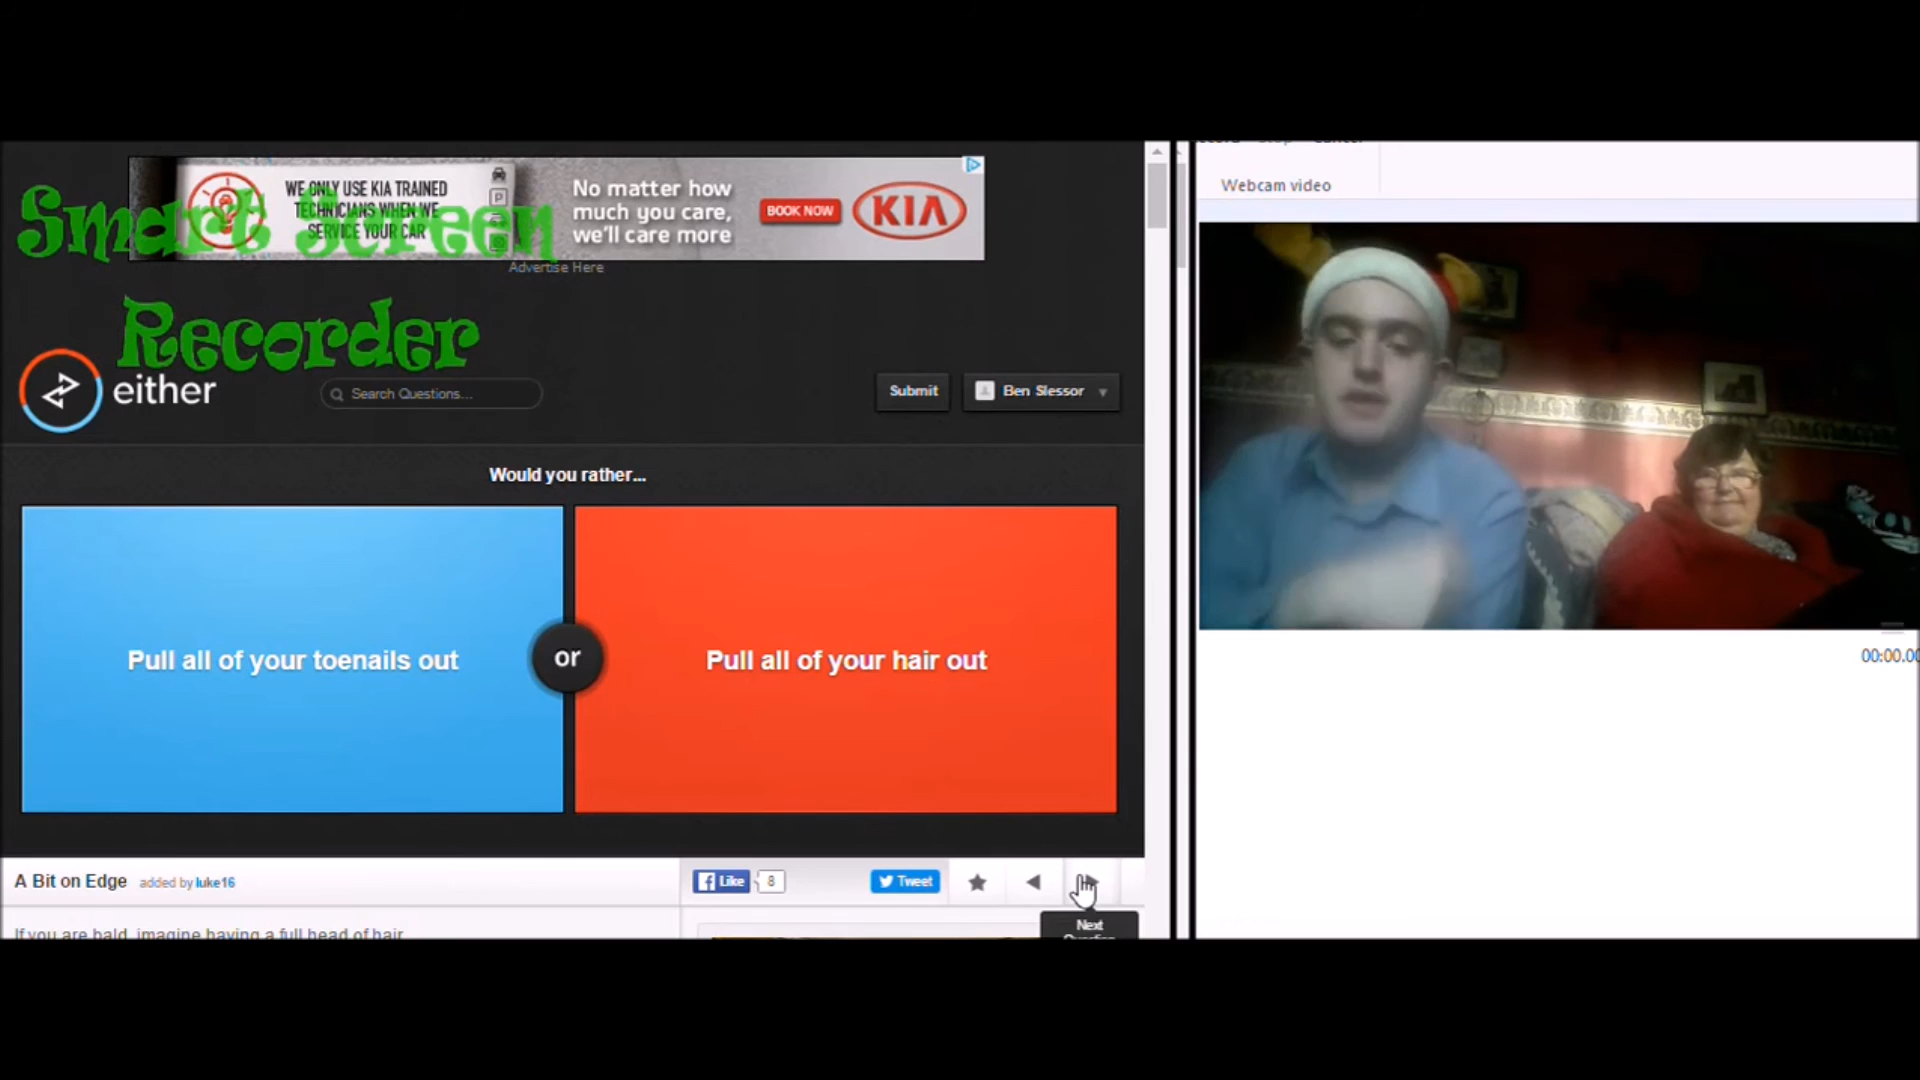 WE ONLY USE KIA TRAINED
TECHNICIANS WHEN WE
SERVICE YOUR CAR
P
No matter how
much you care,
we'll care more
BOOK NOW
KIA
Smart Screen
Recorder
Advertise Here
either
Search Questions...
Submit
Ben Slessor
Would you rather...
Pull all of your toenails out
or
Pull all of your hair out
A Bit on Edge added by luke16
Like
8
Tweet
Next
Question
If you are bald, imagine having a full head of hair
Webcam video